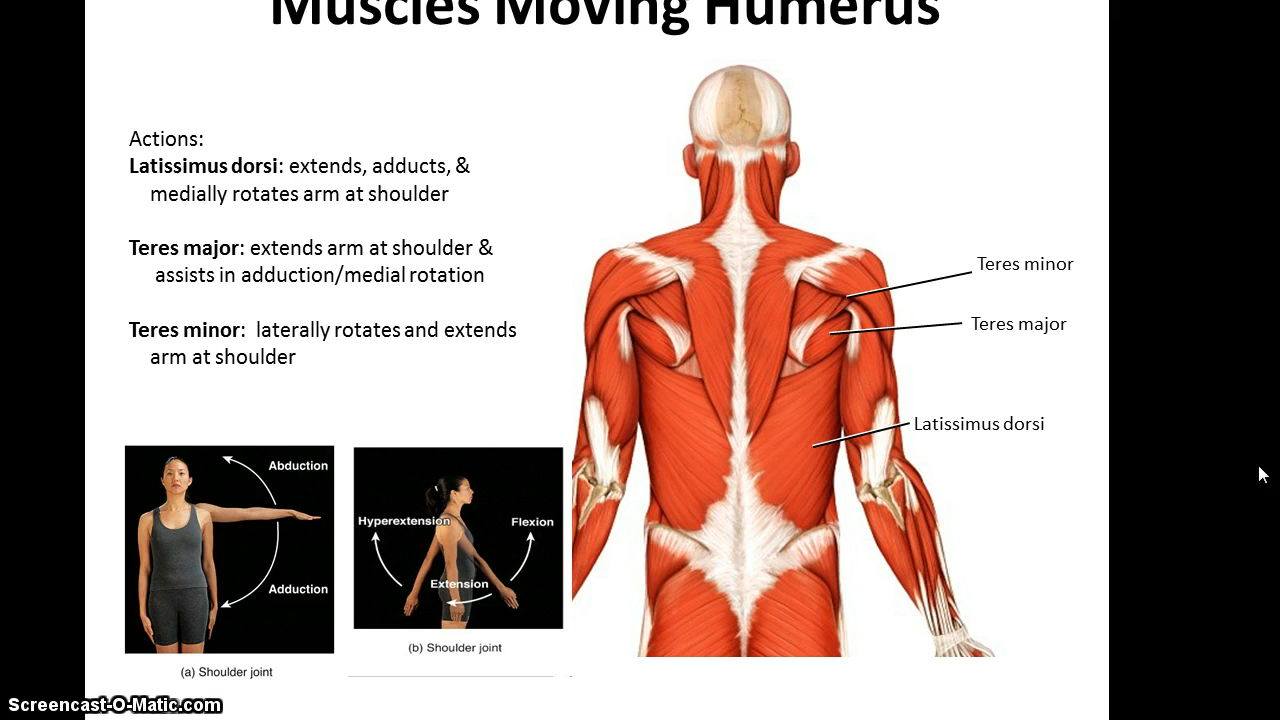 Muscles Moving Humerus
Actions:
Latissimus dorsi: extends, adducts, &
medially rotates arm at shoulder
Teres major: extends arm at shoulder &
assists in adduction/medial rotation
Teres minor:  laterally rotates and extends
arm at shoulder
Teres minor
Teres major
Latissimus dorsi
Abduction
Adduction
(a) Shoulder joint
Hyperextension
Flexion
Extension
(b) Shoulder joint
Screencast-O-Matic.com